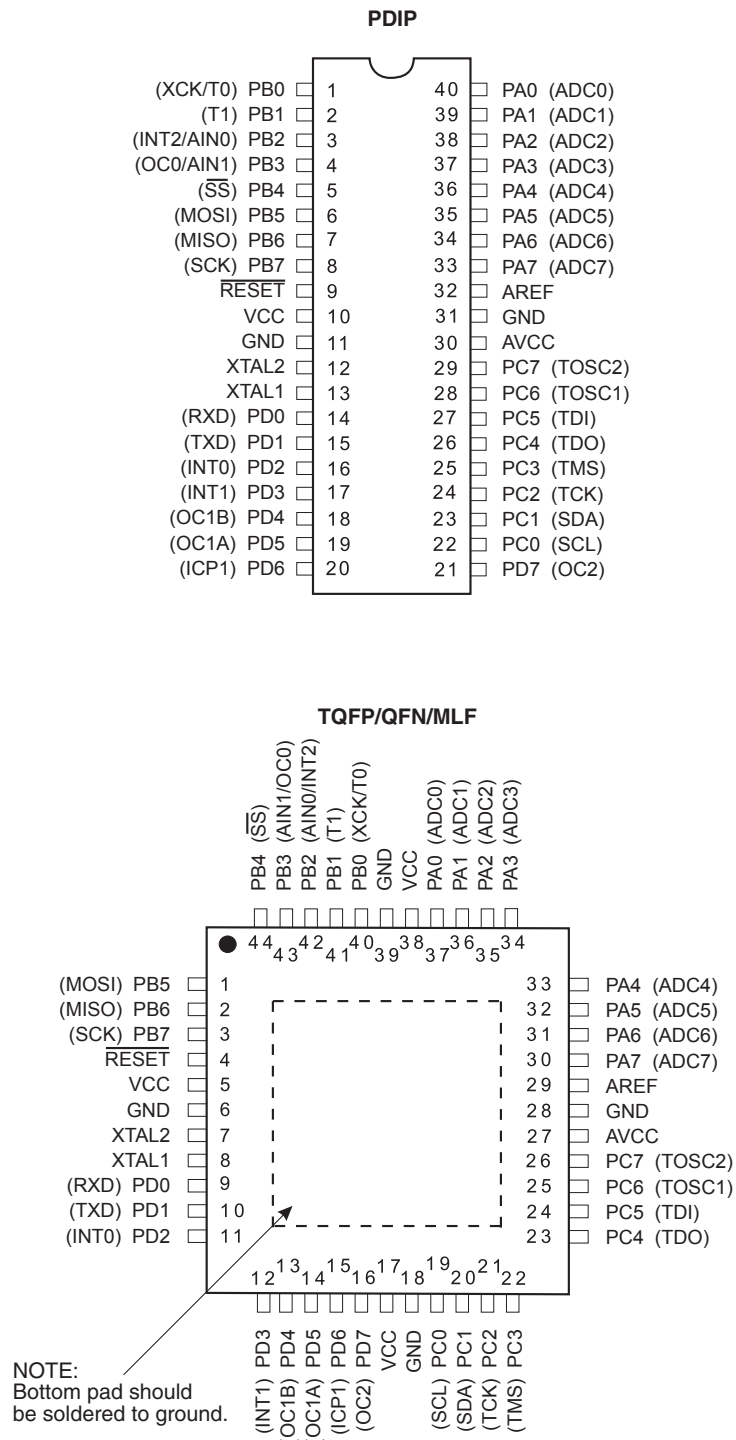 PDIP
(XCK/T0) PB0 1 40 PA0 (ADC0)
(T1) PB1 2 39 PA1 (ADC1)
(INT2/AIN0) PB2 3 38 PA2 (ADC2)
(OC0/AIN1) PB3 4 37 PA3 (ADC3)
(SS) PB4 5 36 PA4 (ADC4)
(MOSI) PB5 6 35 PA5 (ADC5)
(MISO) PB6 7 34 PA6 (ADC6)
(SCK) PB7 8 33 PA7 (ADC7)
RESET 9 32 AREF
VCC 10 31 GND
GND 11 30 AVCC
XTAL2 12 29 PC7 (TOSC2)
XTAL1 13 28 PC6 (TOSC1)
(RXD) PD0 14 27 PC5 (TDI)
(TXD) PD1 15 26 PC4 (TDO)
(INT0) PD2 16 25 PC3 (TMS)
(INT1) PD3 17 24 PC2 (TCK)
(OC1B) PD4 18 23 PC1 (SDA)
(OC1A) PD5 19 22 PC0 (SCL)
(ICP1) PD6 20 21 PD7 (OC2)
TQFP/QFN/MLF
PB4 (SS)
PB3 (AIN1/OC0)
PB2 (AIN0/INT2)
PB1 (T1)
PB0 (XCK/T0)
GND
VCC
PA0 (ADC0)
PA1 (ADC1)
PA2 (ADC2)
PA3 (ADC3)
44 43 42 41 40 39 38 37 36 35 34
(MOSI) PB5 1 33 PA4 (ADC4)
(MISO) PB6 2 32 PA5 (ADC5)
(SCK) PB7 3 31 PA6 (ADC6)
RESET 4 30 PA7 (ADC7)
VCC 5 29 AREF
GND 6 28 GND
XTAL2 7 27 AVCC
XTAL1 8 26 PC7 (TOSC2)
(RXD) PD0 9 25 PC6 (TOSC1)
(TXD) PD1 10 24 PC5 (TDI)
(INT0) PD2 11 23 PC4 (TDO)
12 13 14 15 16 17 18 19 20 21 22
(INT1) PD3
(OC1B) PD4
(OC1A) PD5
(ICP1) PD6
(OC2) PD7
VCC
GND
(SCL) PC0
(SDA) PC1
(TCK) PC2
(TMS) PC3
NOTE:
Bottom pad should
be soldered to ground.